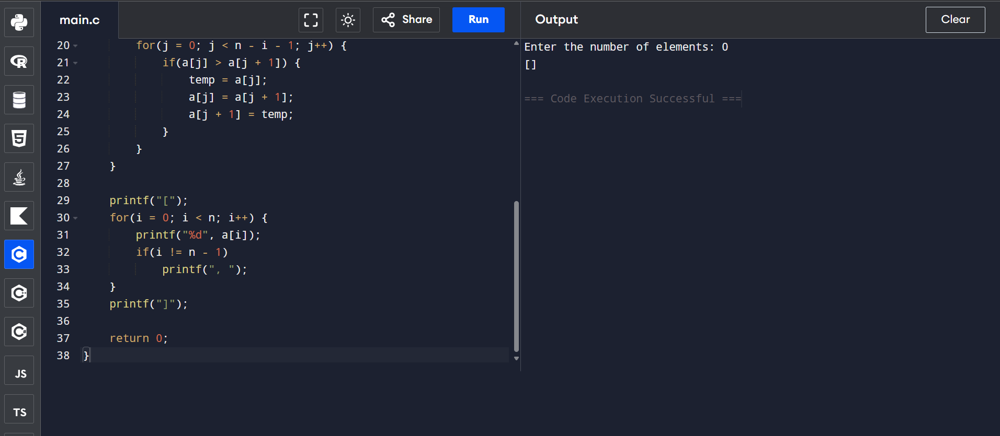 main.c
Share
Run
Output
Clear
20 for(j = 0; j < n - i - 1; j++) {
21 if(a[j] > a[j + 1]) {
22 temp = a[j];
23 a[j] = a[j + 1];
24 a[j + 1] = temp;
25 }
26 }
27 }
28
29 printf("[");
30 for(i = 0; i < n; i++) {
31 printf("%d", a[i]);
32 if(i != n - 1)
33 printf(", ");
34 }
35 printf("]");
36
37 return 0;
38 }
Enter the number of elements: 0
[]
=== Code Execution Successful ===
R
5
C
C++
C#
JS
TS